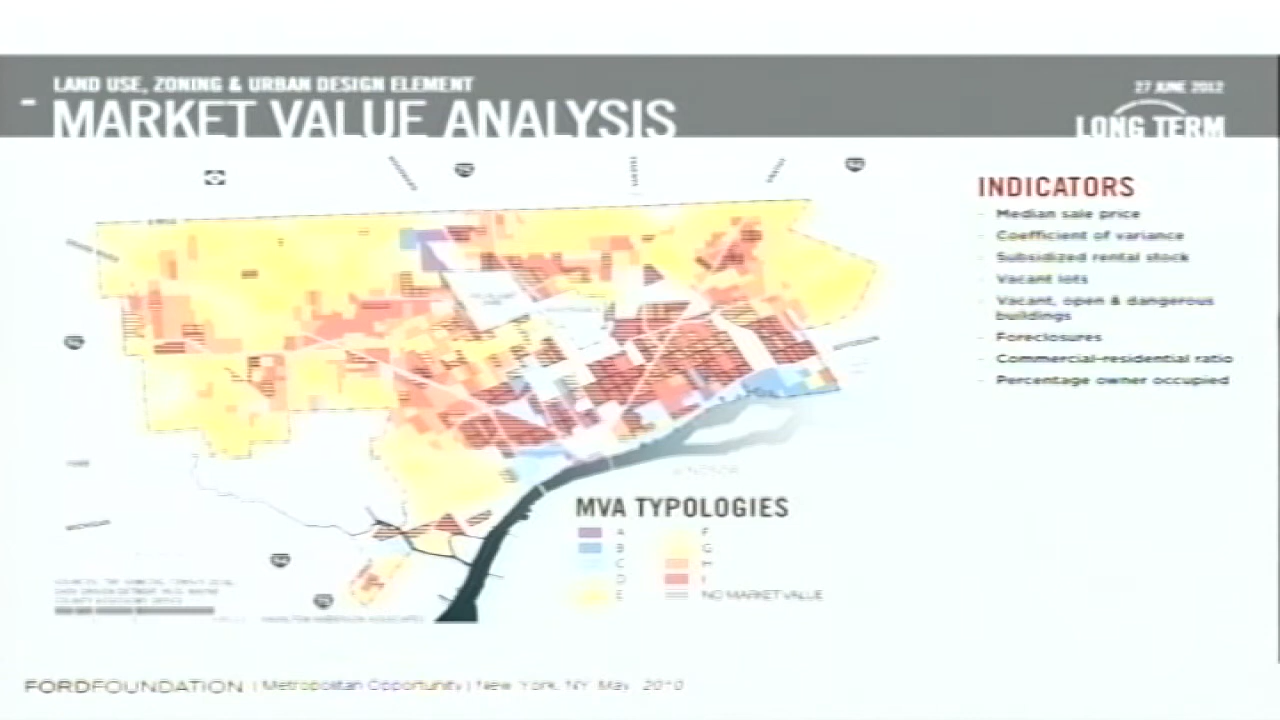 LAND USE, ZONING & URBAN DESIGN ELEMENT
MARKET VALUE ANALYSIS
27 JUNE 2012
LONG TERM
INDICATORS
- Median sale price
- Coefficient of variance
- Subsidized rental stock
- Vacant lots
- Vacant, open & dangerous
buildings
- Foreclosures
- Commercial-residential ratio
- Percentage owner occupied
WINDSOR
MVA TYPOLOGIES
A
B
C
D
E
F
G
H
I
NO MARKET VALUE
FORDFOUNDATION | Metropolitan Opportunity | New York, NY May, 2010